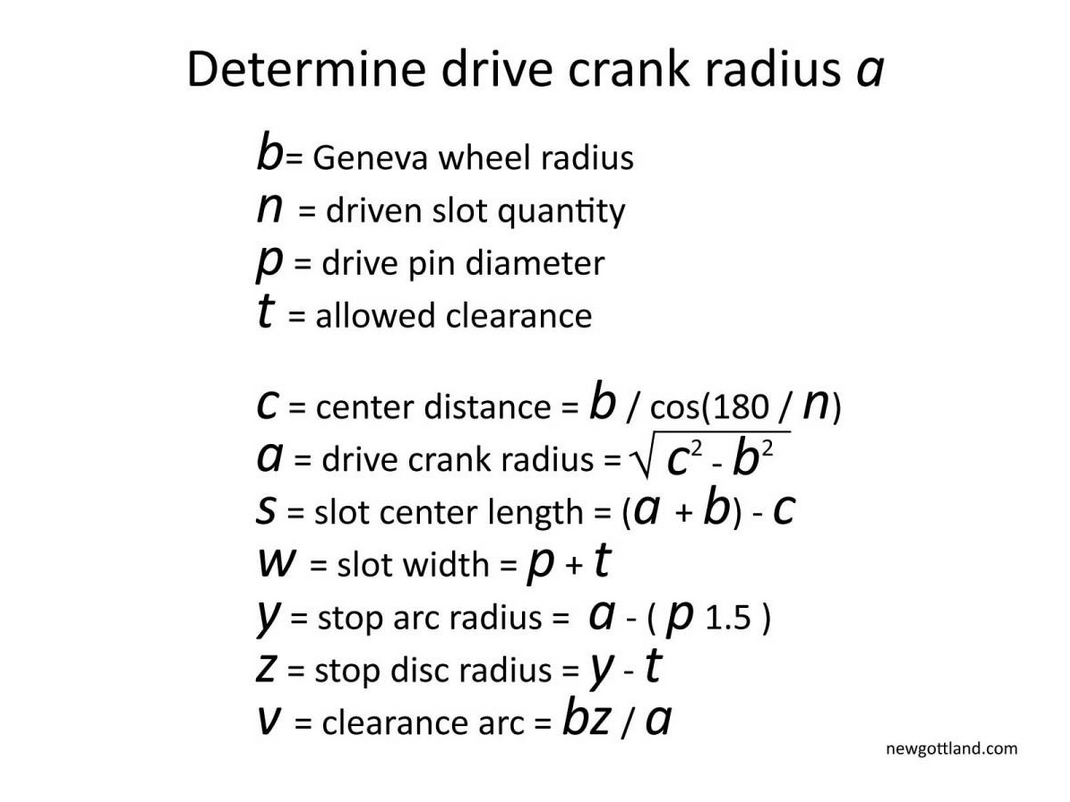 Determine drive crank radius a
b= Geneva wheel radius
n = driven slot quantity
p = drive pin diameter
t = allowed clearance
c = center distance = b / cos(180 / n)
a = drive crank radius = √c² - b²
s = slot center length = (a + b) - c
w = slot width = p + t
y = stop arc radius = a - ( p 1.5 )
z = stop disc radius = y - t
v = clearance arc = bz / a
newgottland.com